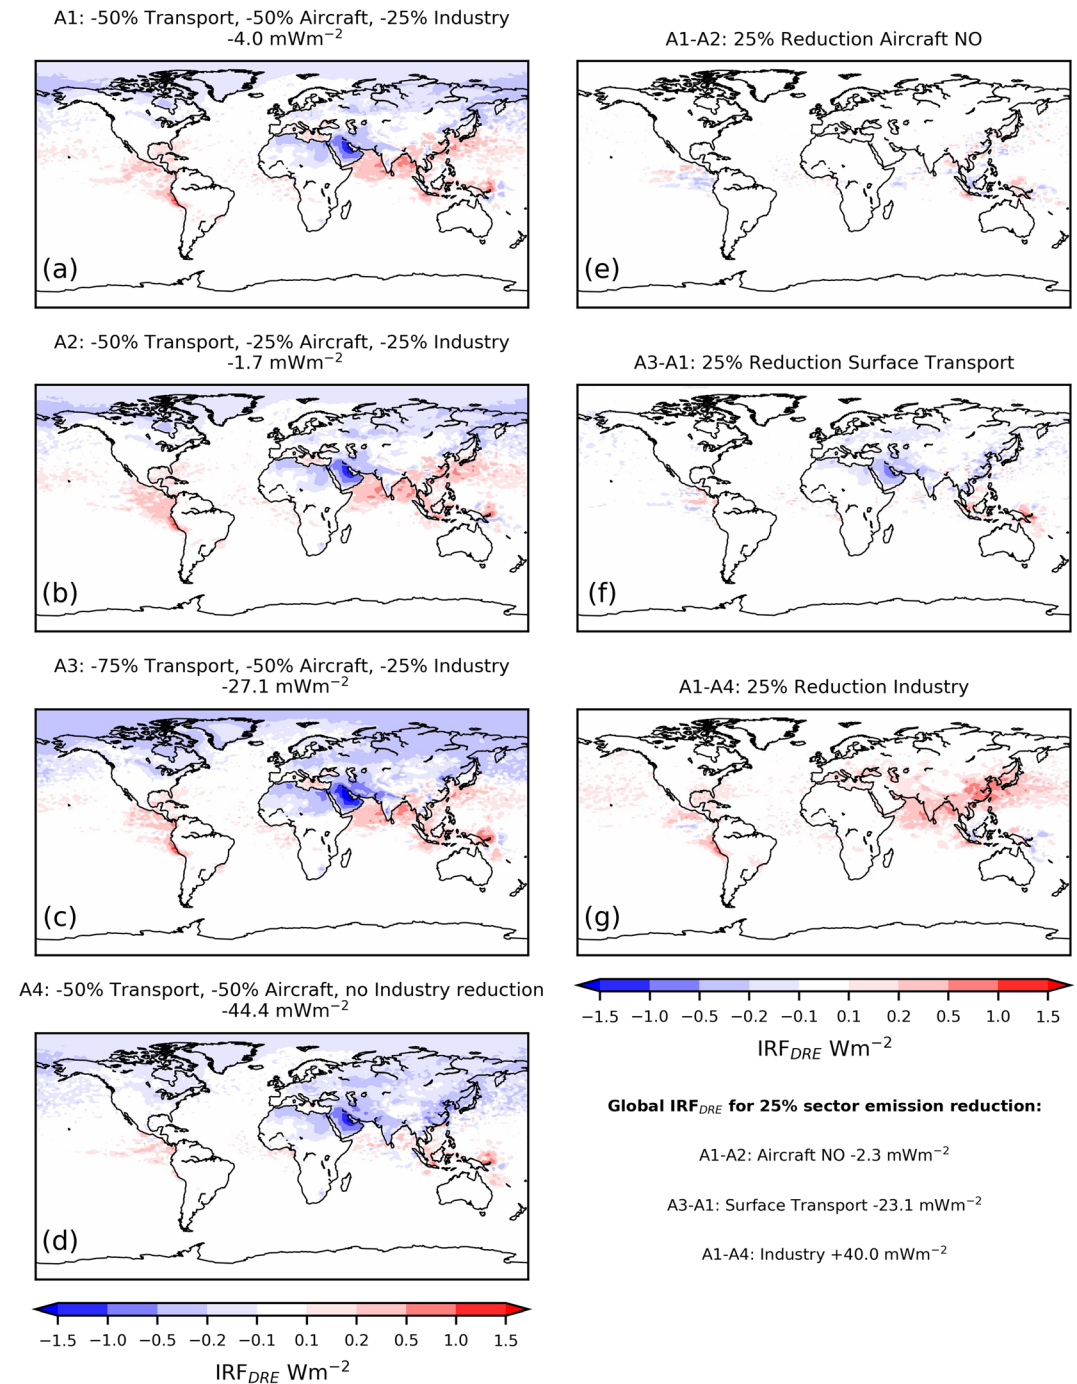 A1: -50% Transport, -50% Aircraft, -25% Industry
-4.0 mWm⁻²
(a)
A2: -50% Transport, -25% Aircraft, -25% Industry
-1.7 mWm⁻²
(b)
A3: -75% Transport, -50% Aircraft, -25% Industry
-27.1 mWm⁻²
(c)
A4: -50% Transport, -50% Aircraft, no Industry reduction
-44.4 mWm⁻²
(d)
−1.5 −1.0 −0.5 −0.2 −0.1 0.1 0.2 0.5 1.0 1.5
IRF_DRE Wm⁻²
A1-A2: 25% Reduction Aircraft NO
(e)
A3-A1: 25% Reduction Surface Transport
(f)
A1-A4: 25% Reduction Industry
(g)
−1.5 −1.0 −0.5 −0.2 −0.1 0.1 0.2 0.5 1.0 1.5
IRF_DRE Wm⁻²
Global IRF_DRE for 25% sector emission reduction:
A1-A2: Aircraft NO -2.3 mWm⁻²
A3-A1: Surface Transport -23.1 mWm⁻²
A1-A4: Industry +40.0 mWm⁻²